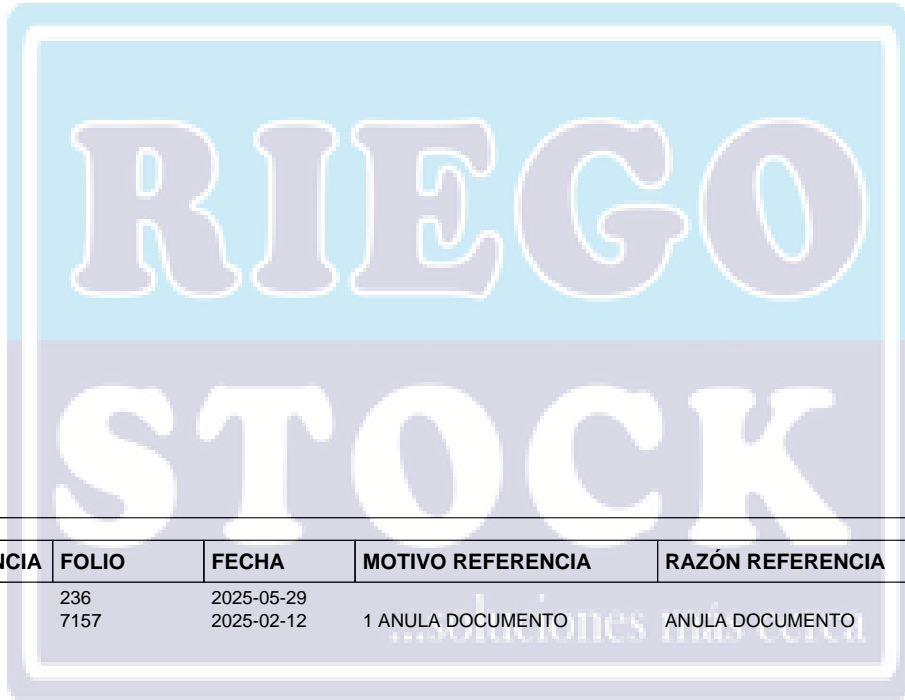 RIEGO
STOCK
NCIA FOLIO FECHA MOTIVO REFERENCIA RAZÓN REFERENCIA
236 2025-05-29
7157 2025-02-12 1 ANULA DOCUMENTO ANULA DOCUMENTO
...soluciones más cerca